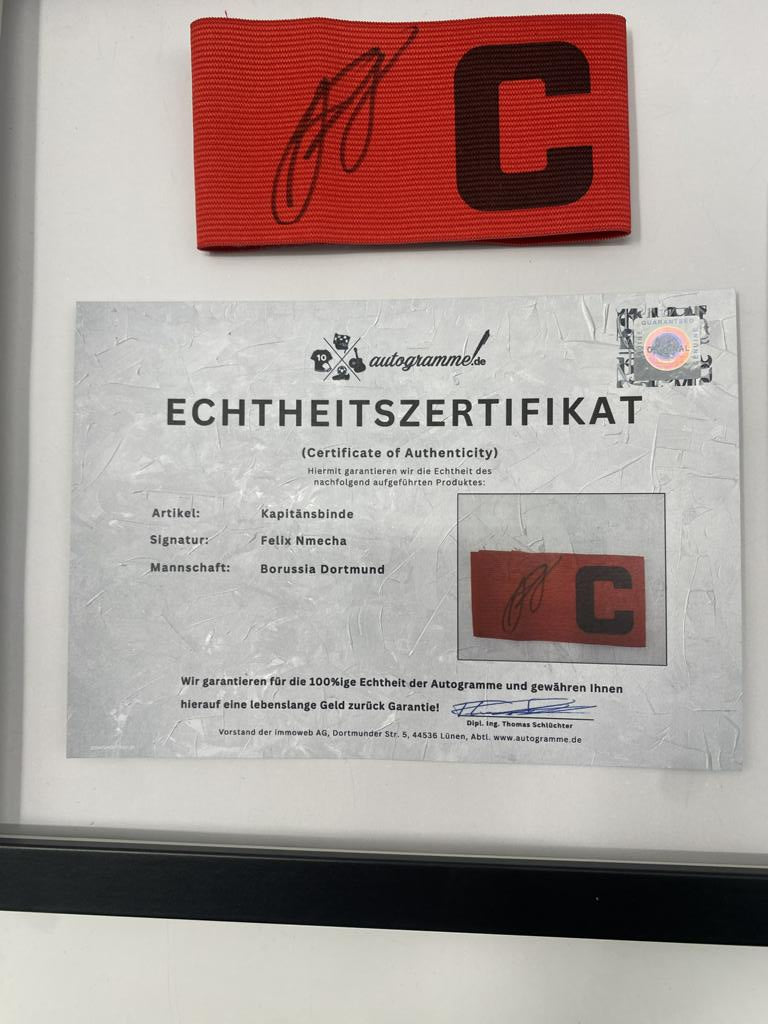 C
10
autogramme!.de
GUARANTEED
GENUINE
ECHTHEITSZERTIFIKAT
(Certificate of Authenticity)
Hiermit garantieren wir die Echtheit des
nachfolgend aufgeführten Produktes:
Artikel: Kapitänsbinde
Signatur: Felix Nmecha
Mannschaft: Borussia Dortmund
C
Wir garantieren für die 100%ige Echtheit der Autogramme und gewähren Ihnen
hierauf eine lebenslange Geld zurück Garantie!
Dipl. Ing. Thomas Schlüchter
Vorstand der immoweb AG, Dortmunder Str. 5, 44536 Lünen, Abtl. www.autogramme.de